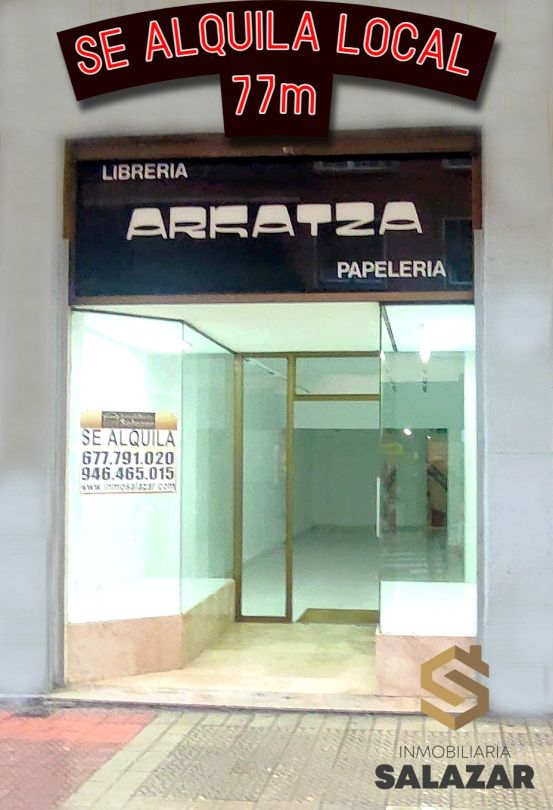 SE ALQUILA LOCAL
77m
LIBRERIA
ARKATZA
PAPELERIA
SE ALQUILA
677.791.020
946.465.015
www.inmosalazar.com
INMOBILIARIA
SALAZAR